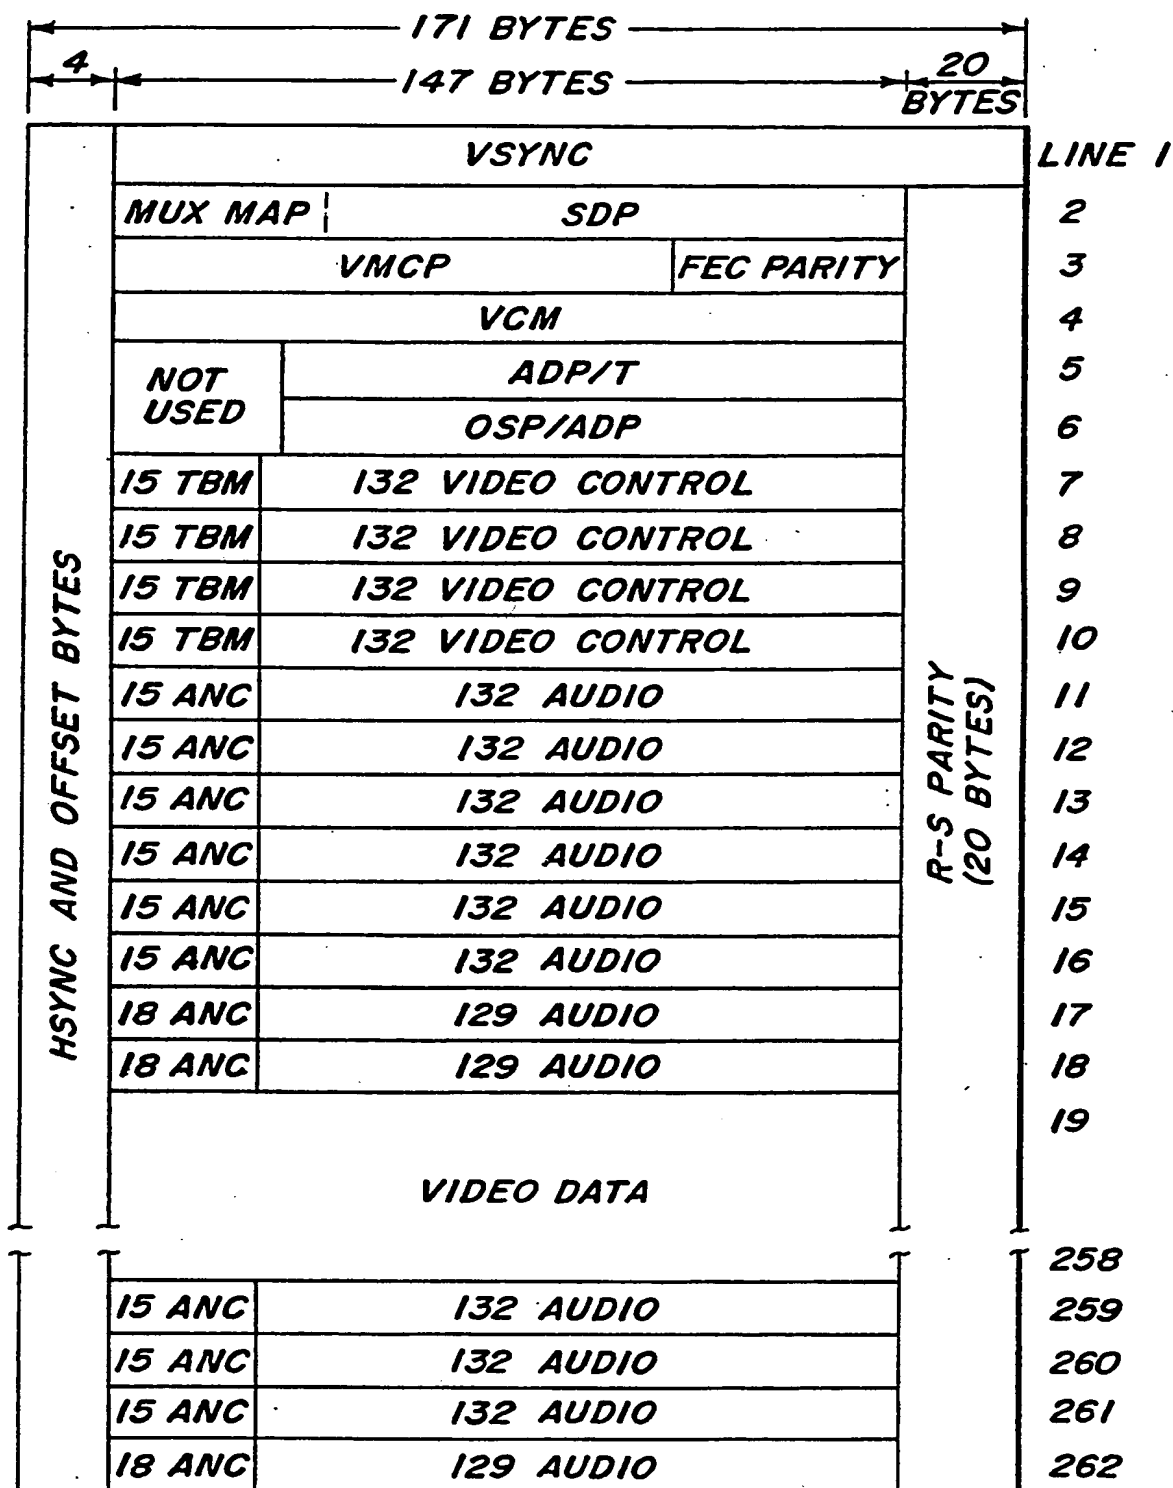 171 BYTES
4 147 BYTES 20 BYTES
VSYNC LINE 1
MUX MAP SDP 2
VMCP FEC PARITY 3
VCM 4
NOT USED
ADP/T 5
OSP/ADP 6
15 TBM 132 VIDEO CONTROL 7
15 TBM 132 VIDEO CONTROL 8
15 TBM 132 VIDEO CONTROL 9
15 TBM 132 VIDEO CONTROL 10
15 ANC 132 AUDIO 11
15 ANC 132 AUDIO 12
15 ANC 132 AUDIO 13
15 ANC 132 AUDIO 14
15 ANC 132 AUDIO 15
15 ANC 132 AUDIO 16
18 ANC 129 AUDIO 17
18 ANC 129 AUDIO 18
19
VIDEO DATA
258
15 ANC 132 AUDIO 259
15 ANC 132 AUDIO 260
15 ANC 132 AUDIO 261
18 ANC 129 AUDIO 262
HSYNC AND OFFSET BYTES
R-S PARITY
(20 BYTES)